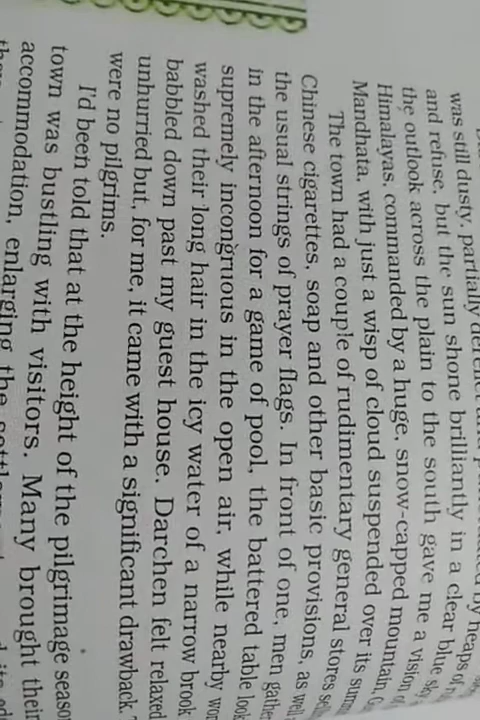 was still dusty, partially derelict and by heaps of
and refuse, but the sun shone brilliantly in a clear blue sky
the outlook across the plain to the south gave me a vision of
Himalayas, commanded by a huge, snow-capped mountain,
Mandhata, with just a wisp of cloud suspended over its
The town had a couple of rudimentary general stores
Chinese cigarettes, soap and other basic provisions, as well
the usual strings of prayer flags. In front of one, men
in the afternoon for a game of pool, the battered table
supremely incongruous in the open air, while nearby
washed their long hair in the icy water of a narrow brook
babbled down past my guest house. Darchen felt relaxed
unhurried but, for me, it came with a significant drawback.
were no pilgrims.
I'd been told that at the height of the pilgrimage
town was bustling with visitors. Many brought their
accommodation, enlarging the